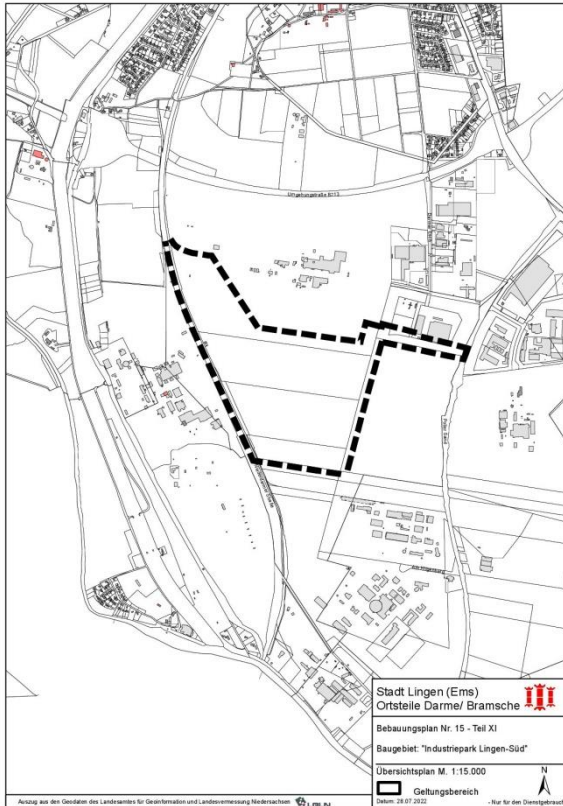 Umgehungstraße B213
Stadt Lingen (Ems)
Ortsteile Darme/ Bramsche
Bebauungsplan Nr. 15 - Teil XI
Baugebiet: "Industriepark Lingen-Süd"
Übersichtsplan M. 1:15.000
N
Geltungsbereich
Datum: 28.07.2022
- Nur für den Dienstgebrauch
Auszug aus den Geodaten des Landesamtes für Geoinformation und Landesvermessung Niedersachsen
LGLN